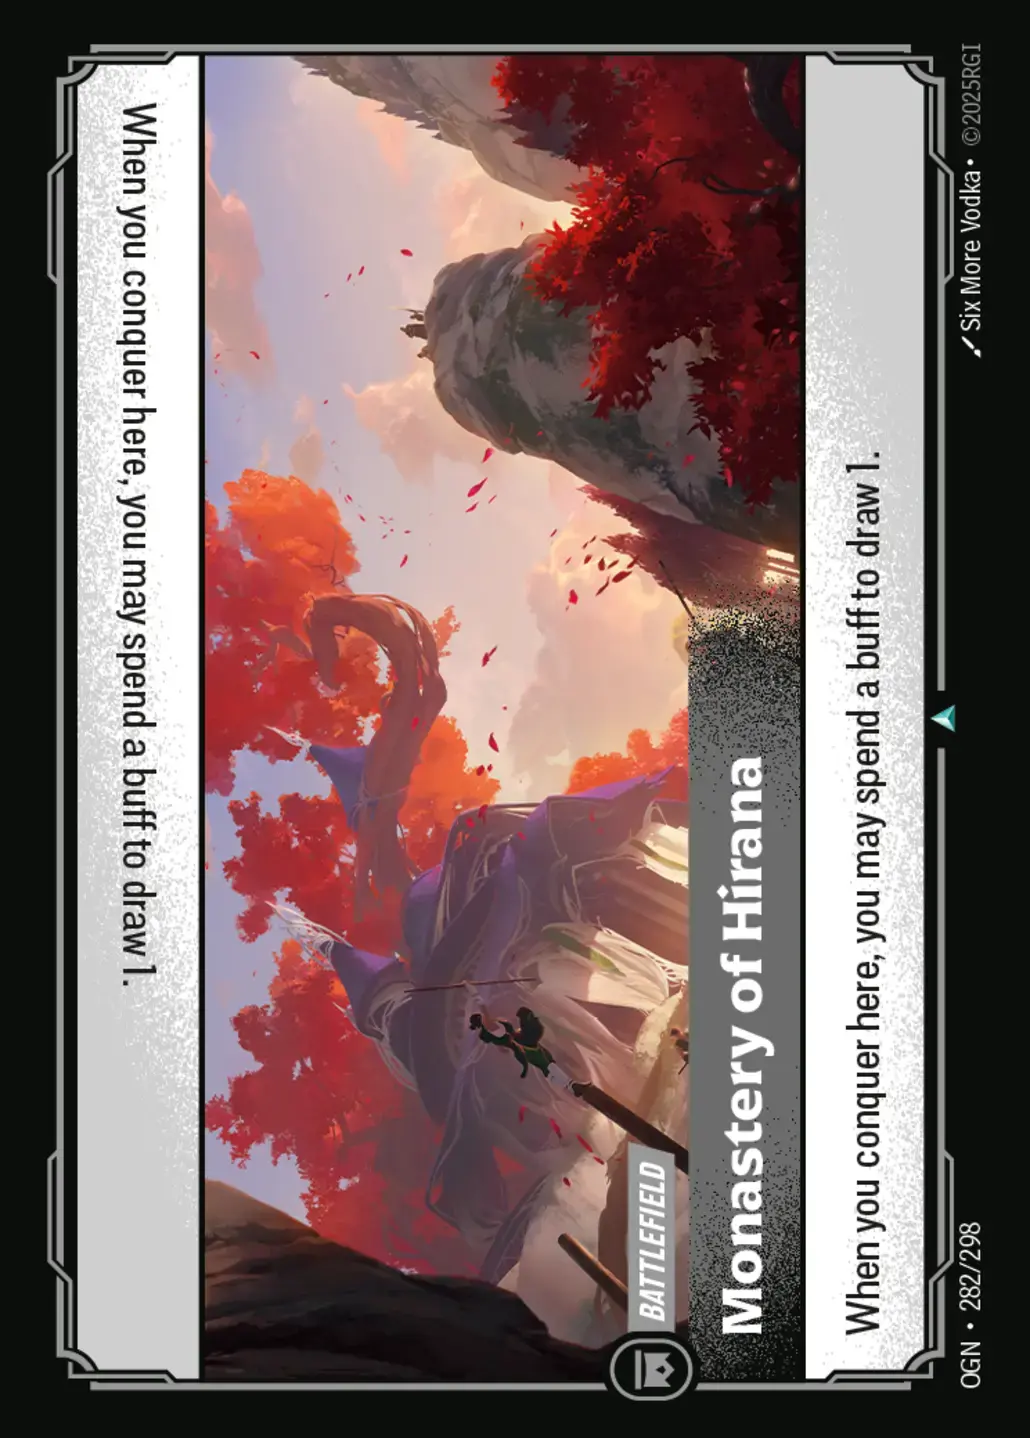 When you conquer here, you may spend a buff to draw 1.
BATTLEFIELD
Monastery of Hirana
When you conquer here, you may spend a buff to draw 1.
OGN • 282/298
Six More Vodka • ©2025RGI